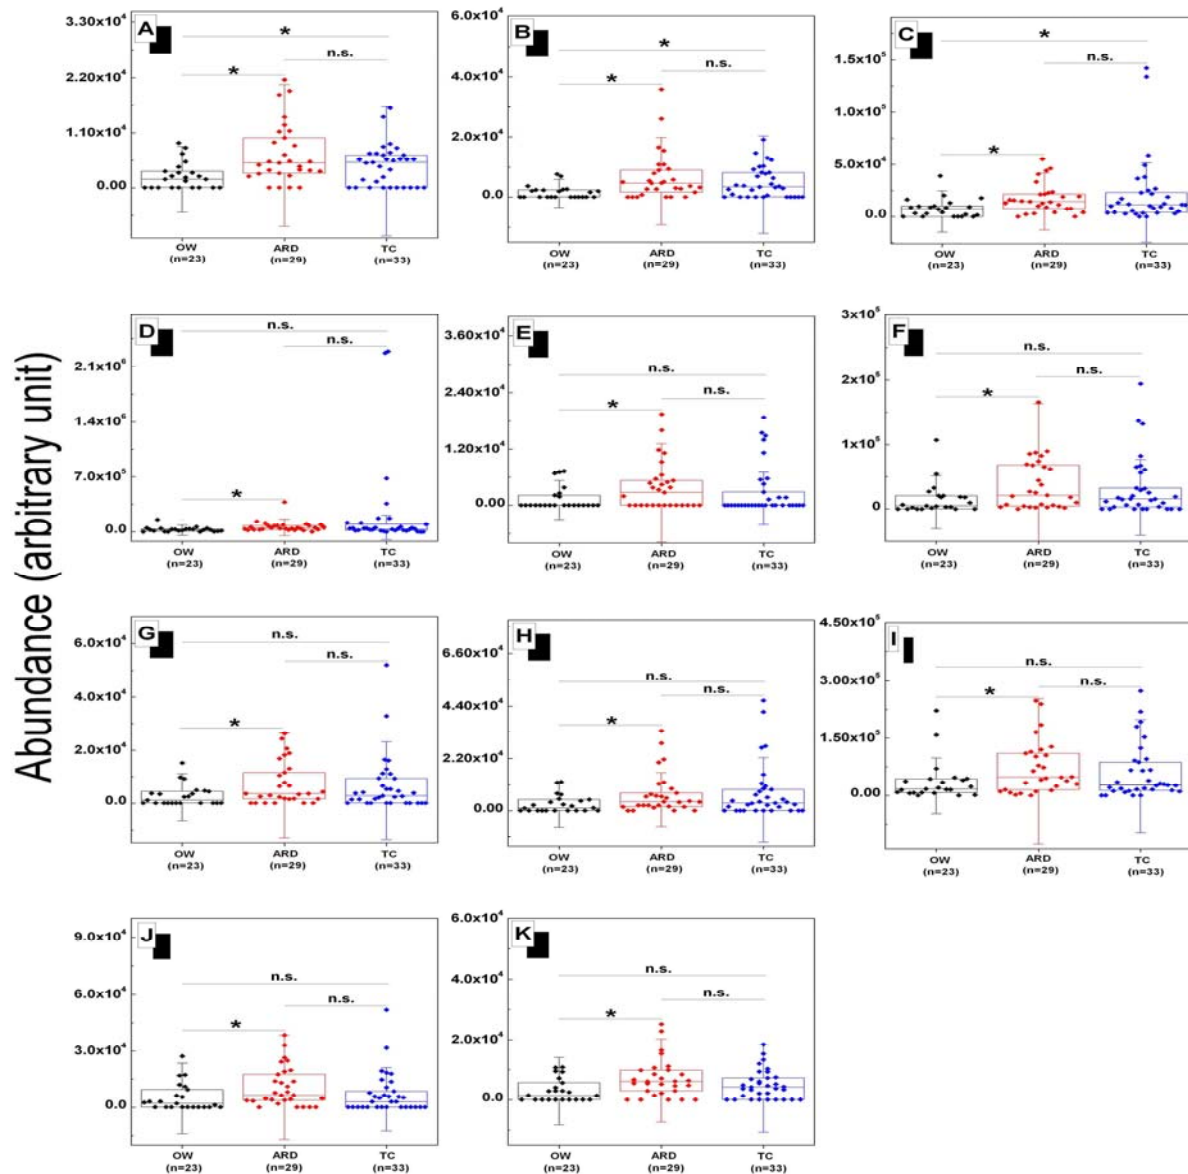 Abundance (arbitrary unit)
A
3.30x10⁴
2.20x10⁴
1.10x10⁴
0.00
*
n.s.
*
OW
(n=23)
ARD
(n=29)
TC
(n=33)
B
6.0x10⁴
4.0x10⁴
2.0x10⁴
0.0
*
n.s.
*
OW
(n=23)
ARD
(n=29)
TC
(n=33)
C
1.5x10⁵
1.0x10⁵
5.0x10⁴
0.0
*
n.s.
*
OW
(n=23)
ARD
(n=29)
TC
(n=33)
D
2.1x10⁶
1.4x10⁶
7.0x10⁵
0.0
n.s.
n.s.
*
OW
(n=23)
ARD
(n=29)
TC
(n=33)
E
3.60x10⁴
2.40x10⁴
1.20x10⁴
0.00
n.s.
n.s.
*
OW
(n=23)
ARD
(n=29)
TC
(n=33)
F
3x10⁵
2x10⁵
1x10⁵
0
n.s.
n.s.
*
OW
(n=23)
ARD
(n=29)
TC
(n=33)
G
6.0x10⁴
4.0x10⁴
2.0x10⁴
0.0
n.s.
n.s.
*
OW
(n=23)
ARD
(n=29)
TC
(n=33)
H
6.60x10⁴
4.40x10⁴
2.20x10⁴
0.00
n.s.
n.s.
*
OW
(n=23)
ARD
(n=29)
TC
(n=33)
I
4.50x10⁵
3.00x10⁵
1.50x10⁵
0.00
n.s.
n.s.
*
OW
(n=23)
ARD
(n=29)
TC
(n=33)
J
9.0x10⁴
6.0x10⁴
3.0x10⁴
0.0
n.s.
n.s.
*
OW
(n=23)
ARD
(n=29)
TC
(n=33)
K
6.0x10⁴
4.0x10⁴
2.0x10⁴
0.0
n.s.
n.s.
*
OW
(n=23)
ARD
(n=29)
TC
(n=33)